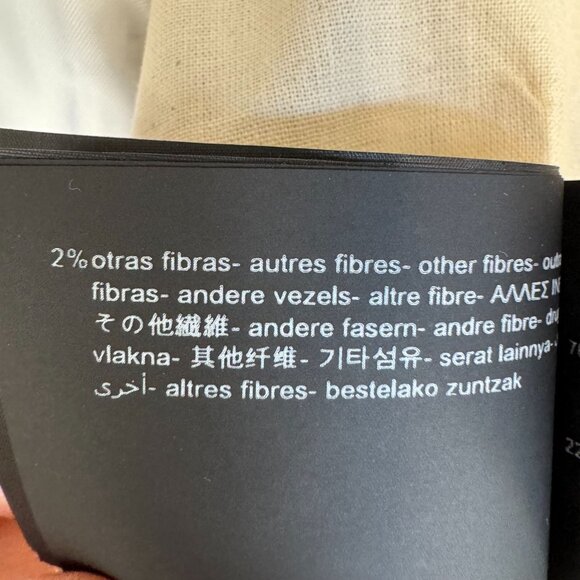 2% otras fibras- autres fibres- other fibres-
fibras- andere vezels- altre fibre- ΑΛΛΕΣ
その他繊維- andere fasern- andre fibre-
vlakna- 其他纤维- 기타섬유- serat lainnya-
أخرى- altres fibres- bestelako zuntzak